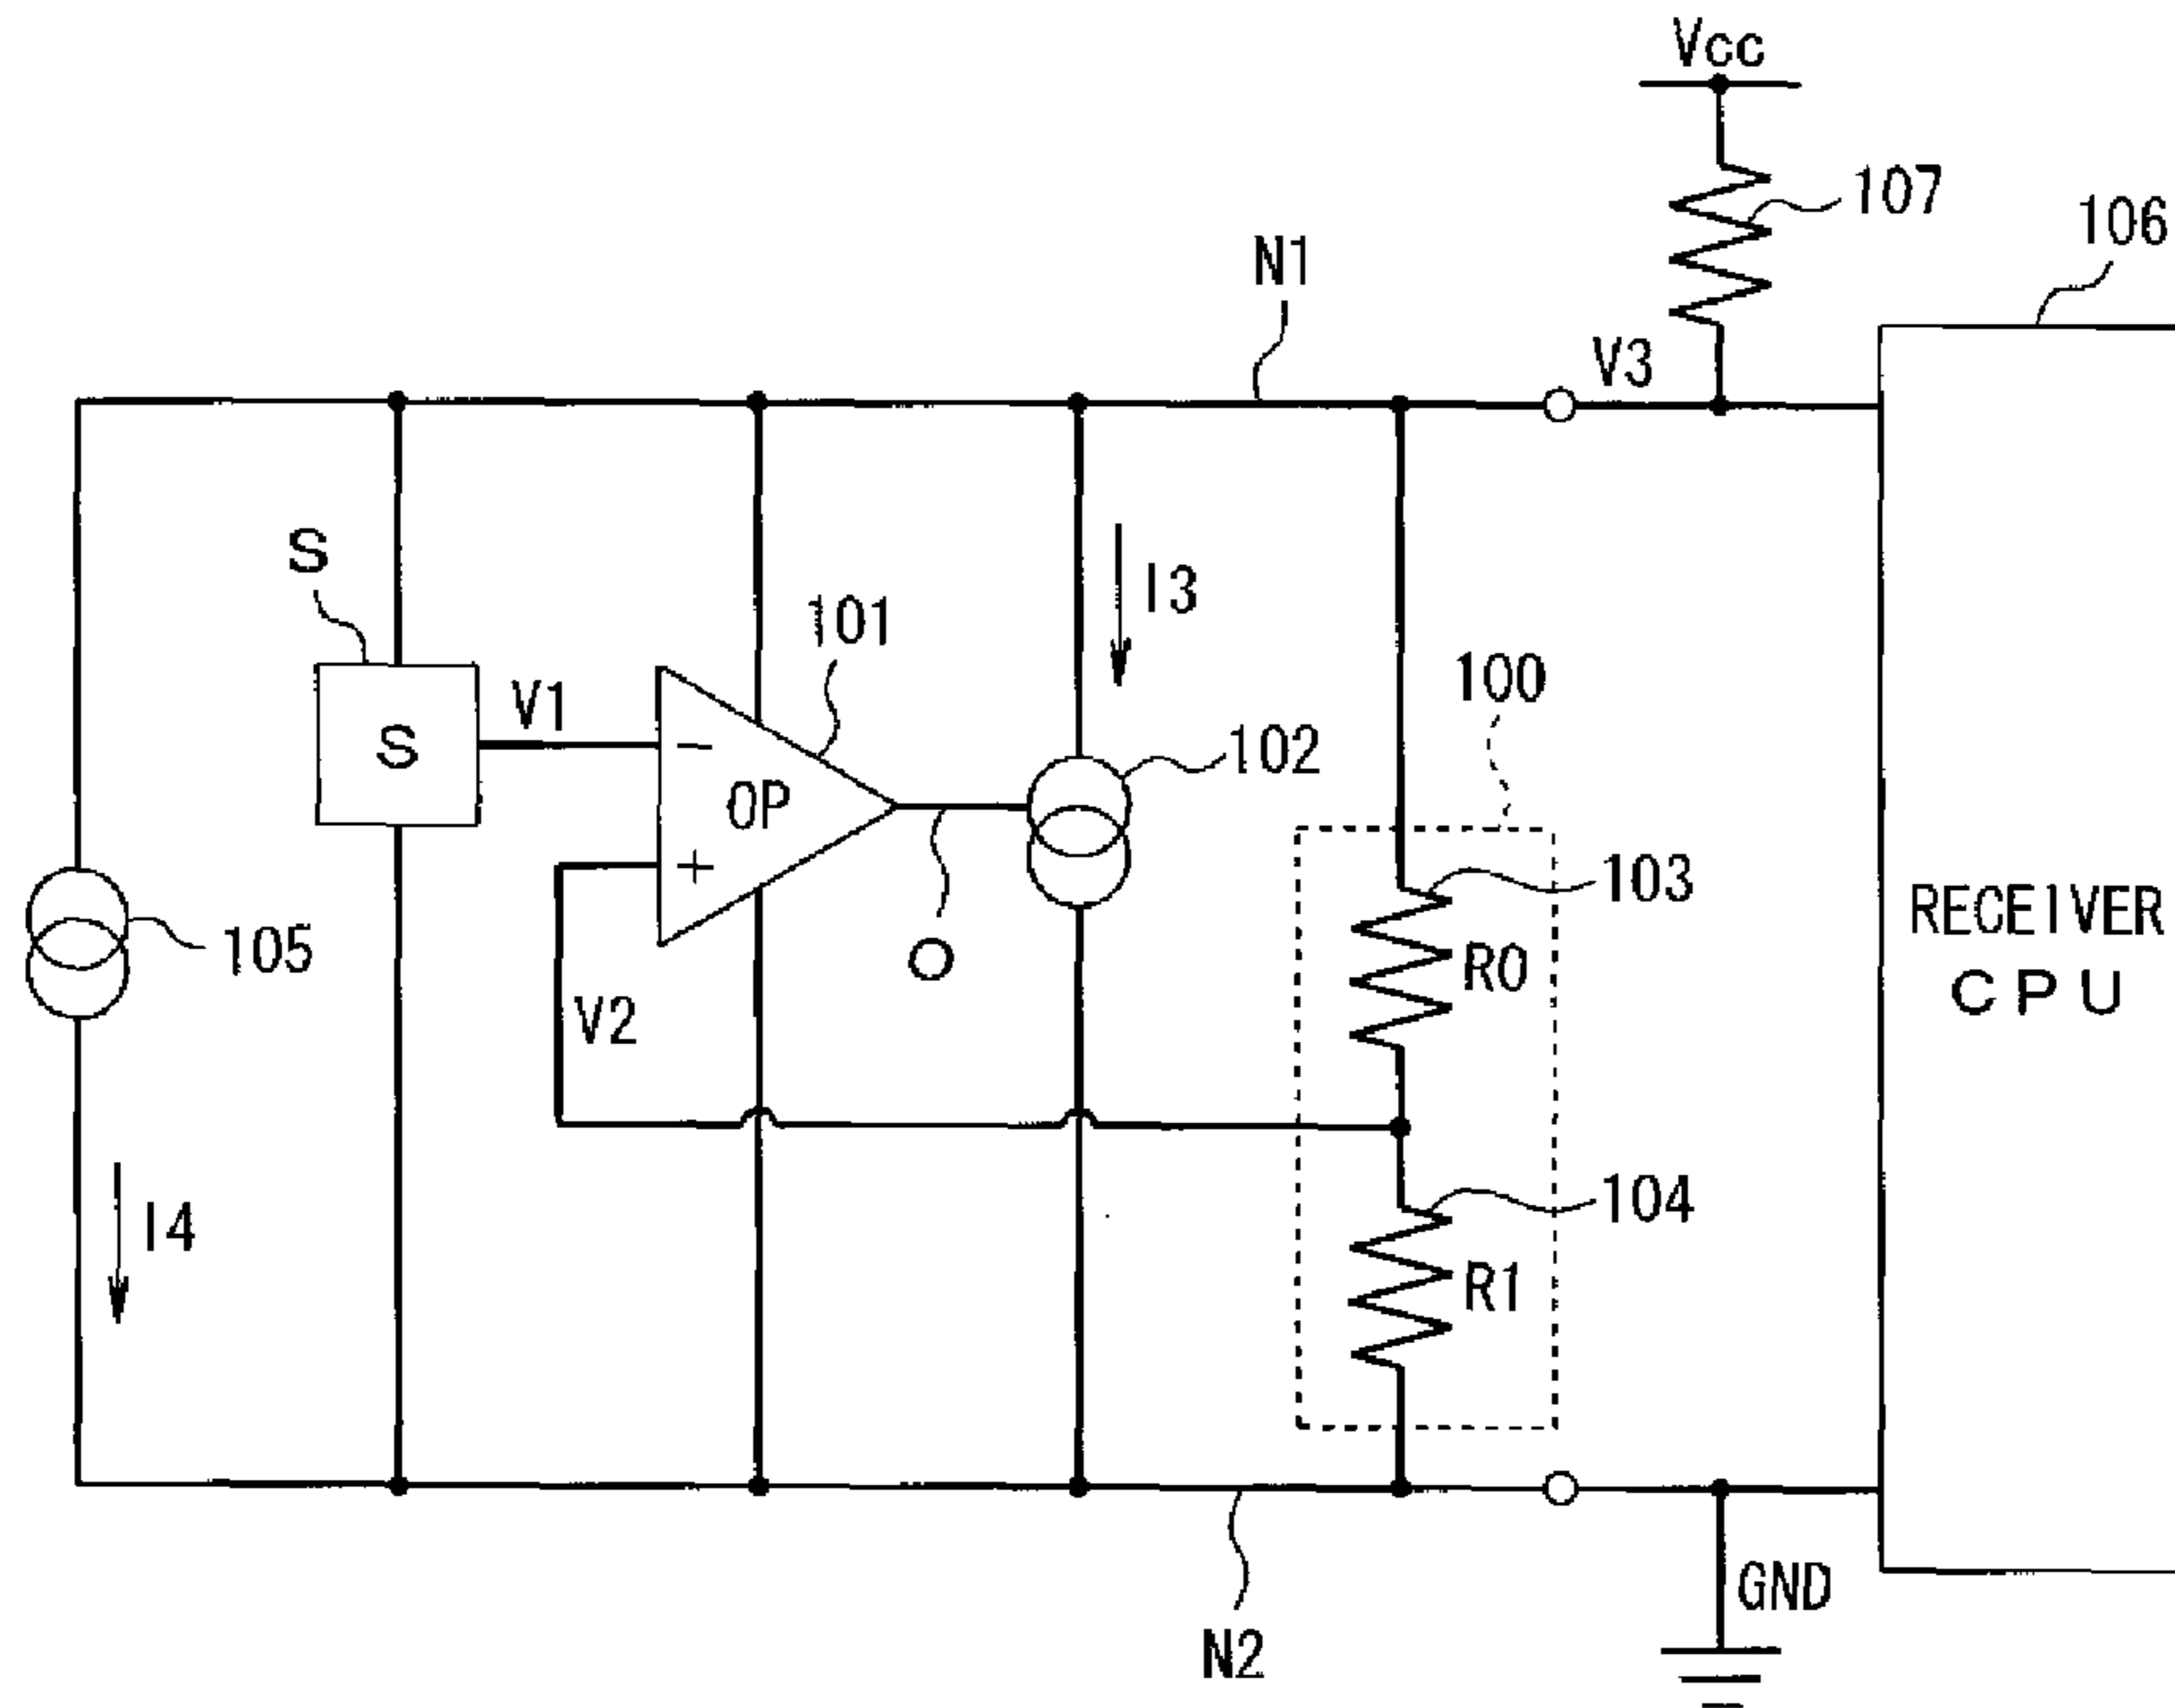 Vcc
107
106
N1
V3
S
I3
101
100
V1
S
102
−
OP
+
103
105
O
R0
RECEIVER
CPU
V2
I4
104
R1
GND
N2